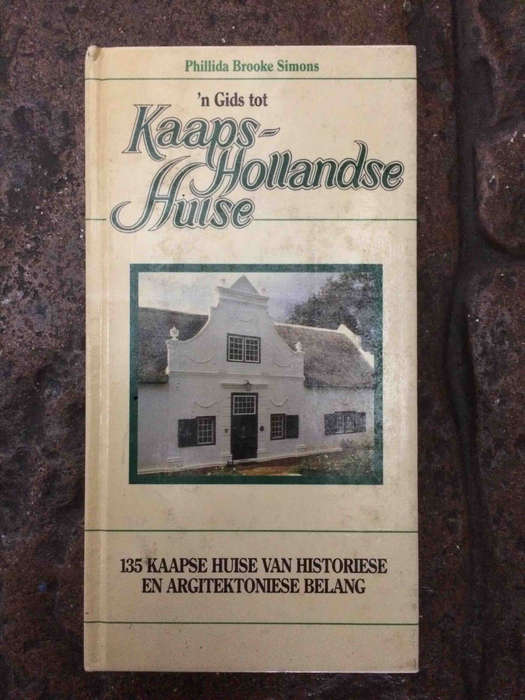 Phillida Brooke Simons
'n Gids tot
Kaaps-
Hollandse
Huise
135 KAAPSE HUISE VAN HISTORIESE
EN ARGITEKTONIESE BELANG